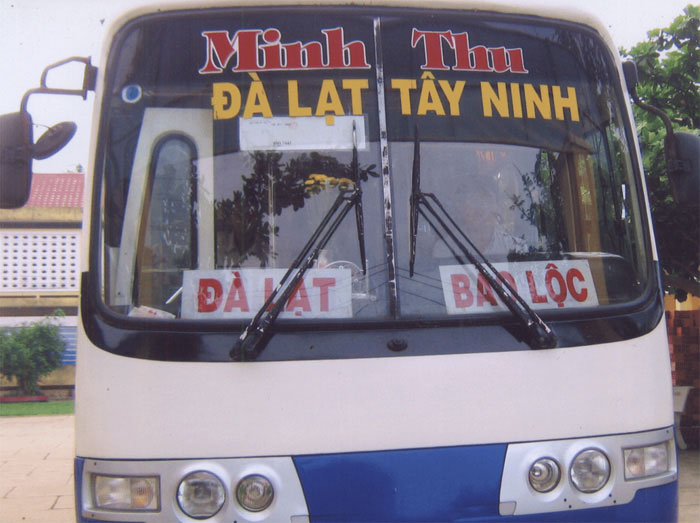 Minh Thu
ĐÀ LẠT TÂY NINH
ĐÀ LẠT
BẢO LỘC